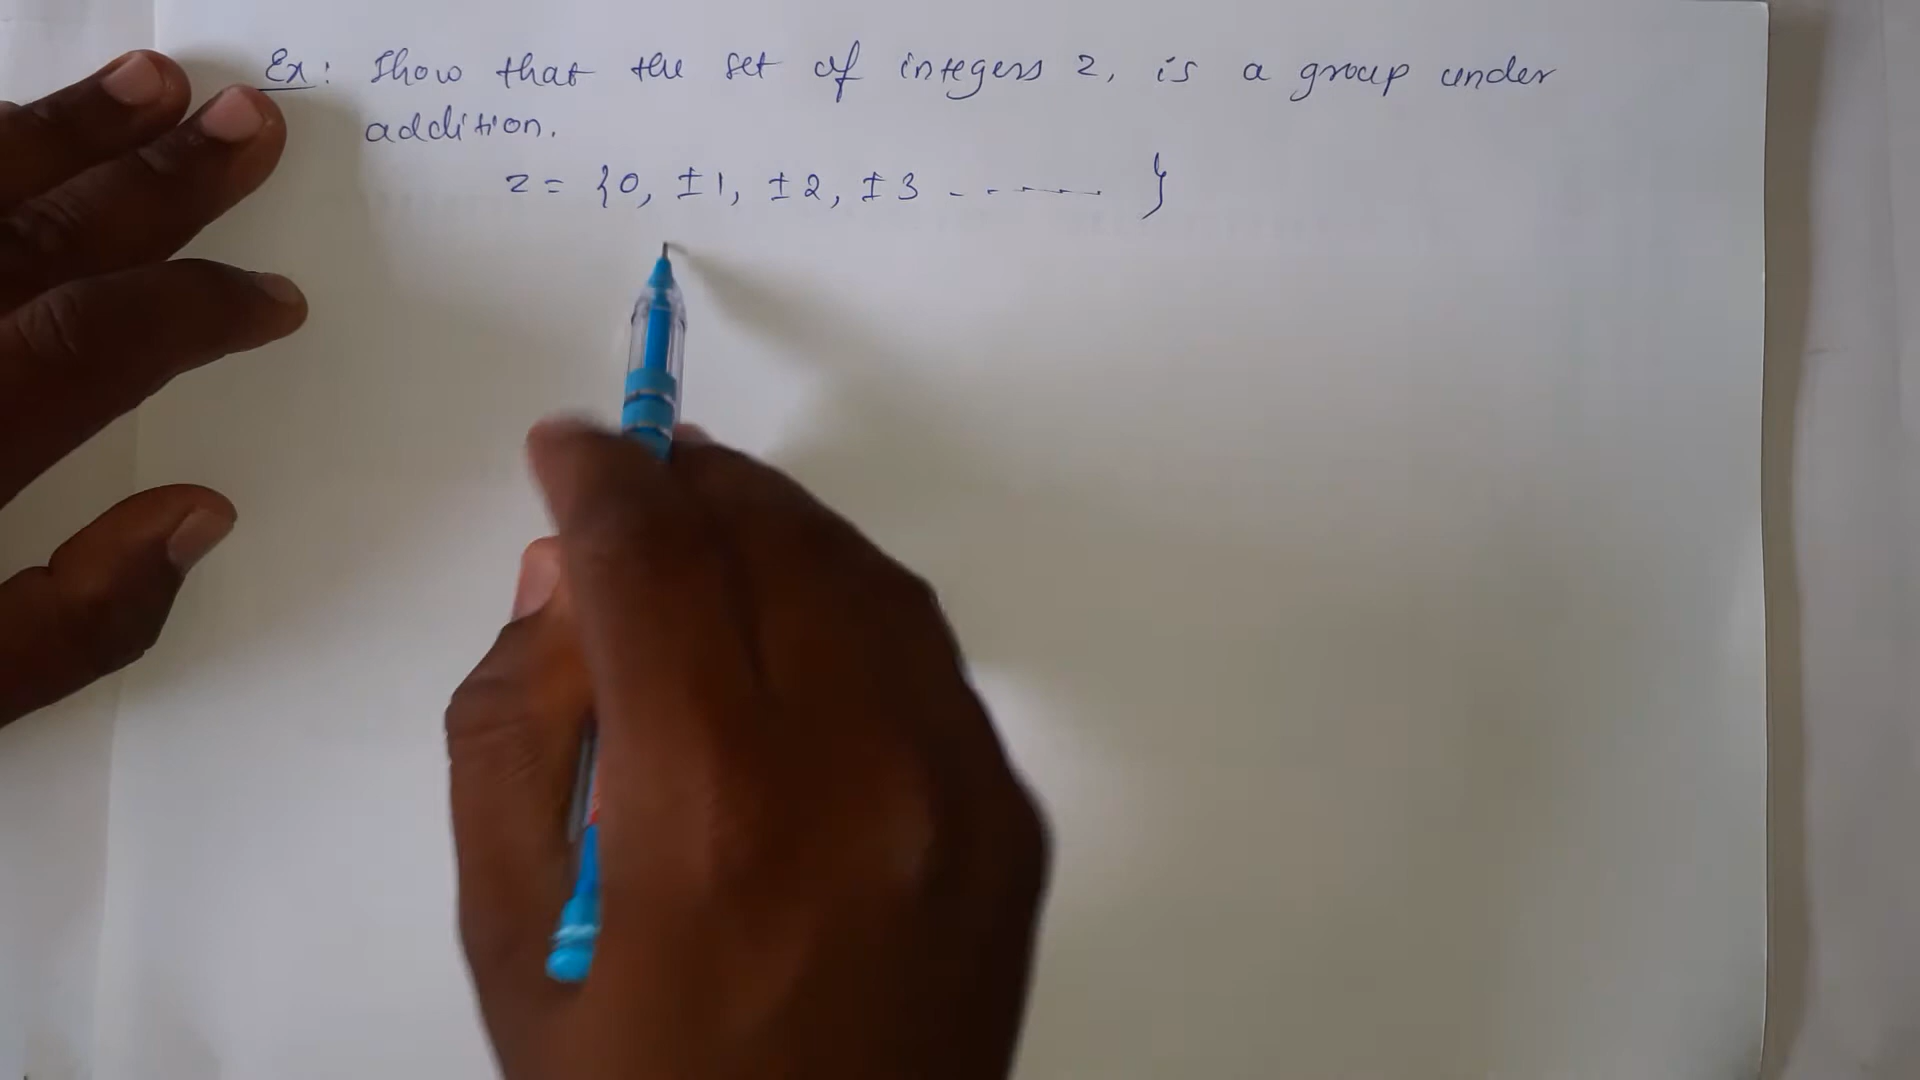 Ex: Show that the set of integers Z, is a group under
addition.
Z = {0, ±1, ±2, ±3 - - - - - }